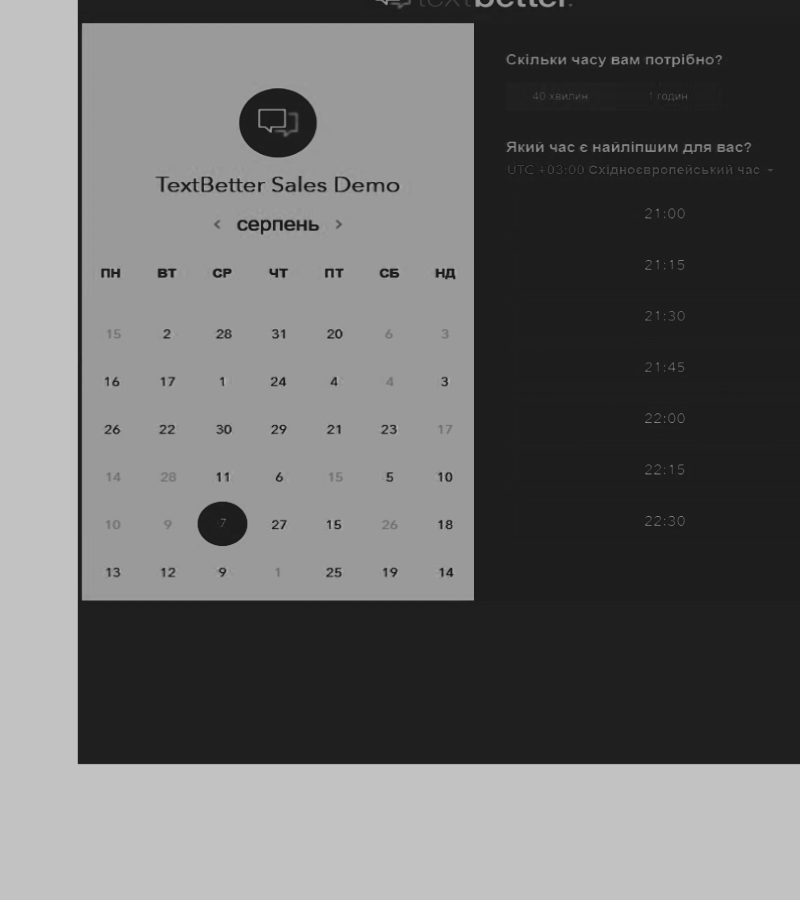 textbetter.
TextBetter Sales Demo
< серпень >
ПН ВТ СР ЧТ ПТ СБ НД
15 2 28 31 20 6 3
16 17 1 24 4 4 3
26 22 30 29 21 23 17
14 28 11 6 15 5 10
10 9 7 27 15 26 18
13 12 9 1 25 19 14
Скільки часу вам потрібно?
40 хвилин 1 годин
Який час є найліпшим для вас?
UTC +03:00 Східноєвропейський час
21:00
21:15
21:30
21:45
22:00
22:15
22:30